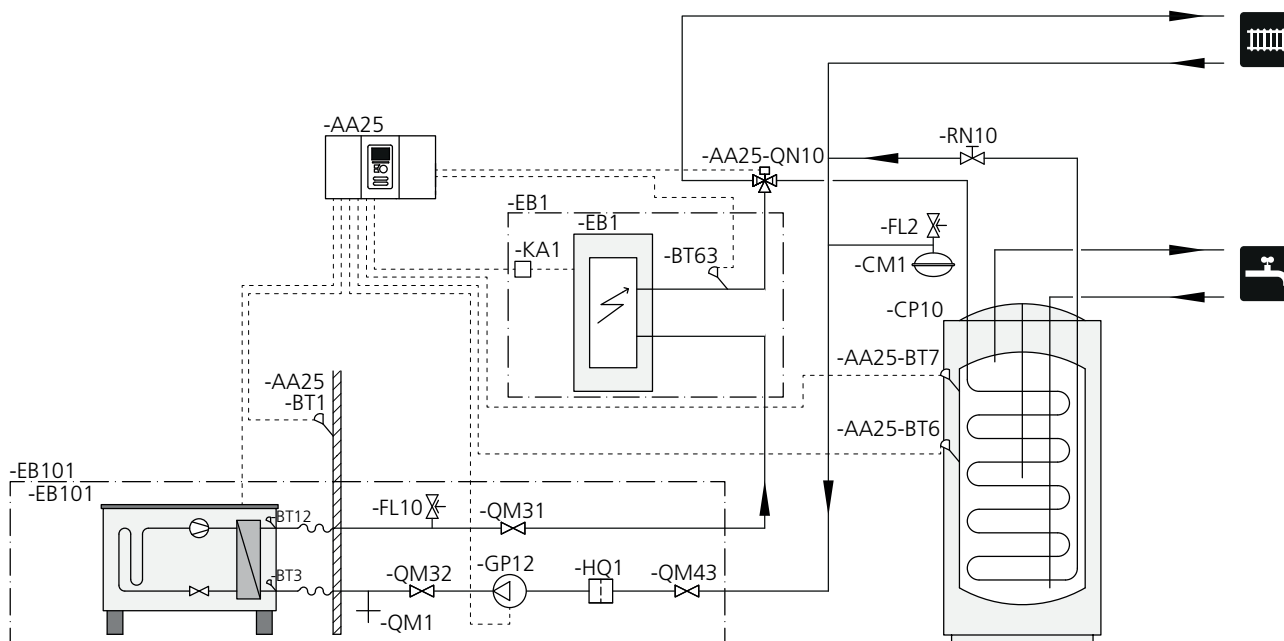 -AA25
-RN10
-AA25-QN10
-EB1
-EB1
-FL2
-KA1
-BT63
-CM1
-CP10
-AA25-BT7
-AA25
-BT1
-AA25-BT6
-EB101
-EB101
-BT12
-FL10
-QM31
-BT3
-QM32
-GP12
-HQ1
-QM43
-QM1